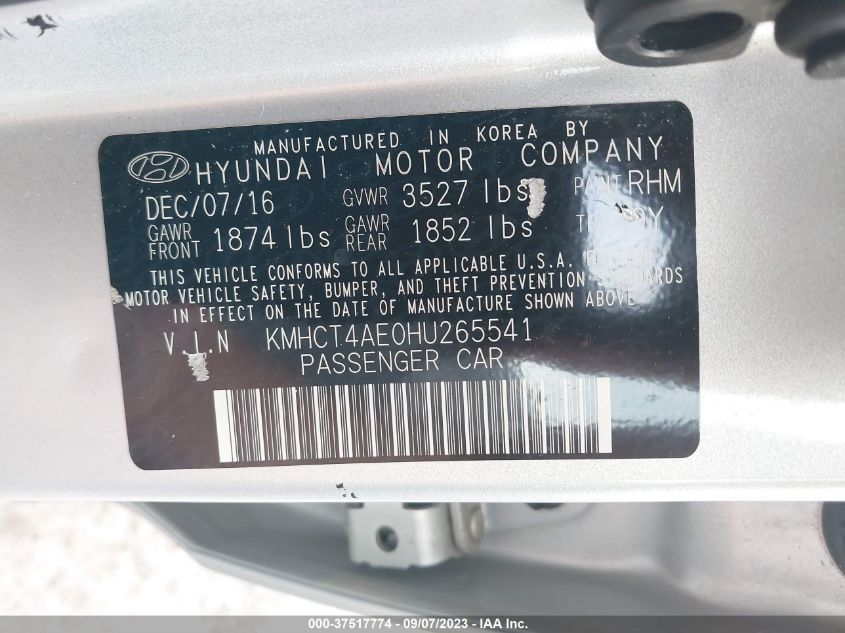 MANUFACTURED IN KOREA BY
HYUNDAI MOTOR COMPANY
DEC/07/16 GVWR 3527 lbs PAINT RHM
GAWR FRONT 1874 lbs GAWR REAR 1852 lbs
THIS VEHICLE CONFORMS TO ALL APPLICABLE U.S.A.
MOTOR VEHICLE SAFETY, BUMPER, AND THEFT PREVENTION STANDARDS
IN EFFECT ON THE DATE OF MANUFACTURE SHOWN ABOVE
V.I.N KMHCT4AE0HU265541
PASSENGER CAR
000-37517774 - 09/07/2023 - © IAA Inc.